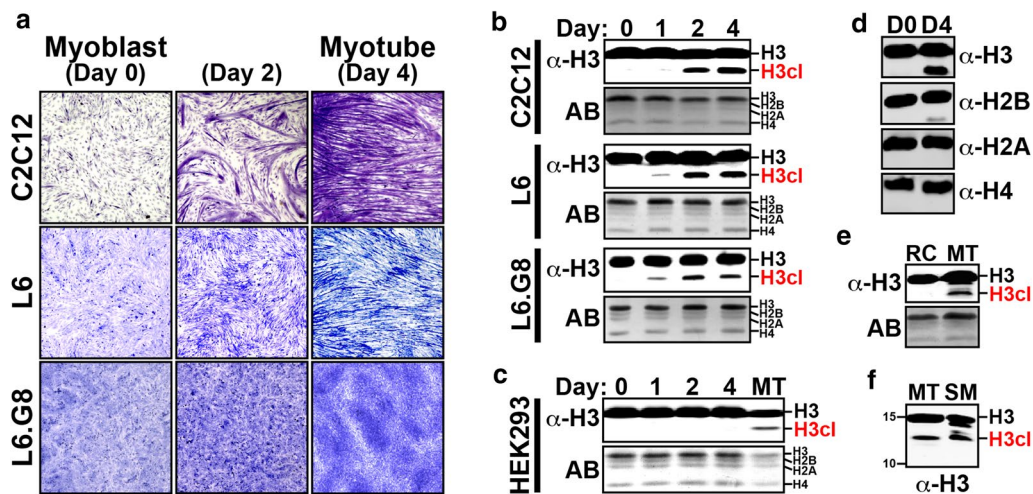 a
Myoblast
(Day 0)
(Day 2)
Myotube
(Day 4)
C2C12
L6
L6.G8
b
Day: 0 1 2 4
C2C12
α-H3
H3
H3cl
AB
H3
H2B
H2A
H4
L6
α-H3
H3
H3cl
AB
H3
H2B
H2A
H4
L6.G8
α-H3
H3
H3cl
AB
H3
H2B
H2A
H4
c
Day: 0 1 2 4 MT
HEK293
α-H3
H3
H3cl
AB
H3
H2B
H2A
H4
d
D0 D4
α-H3
α-H2B
α-H2A
α-H4
e
RC MT
α-H3
H3
H3cl
AB
f
MT SM
15
H3
H3cl
10
α-H3